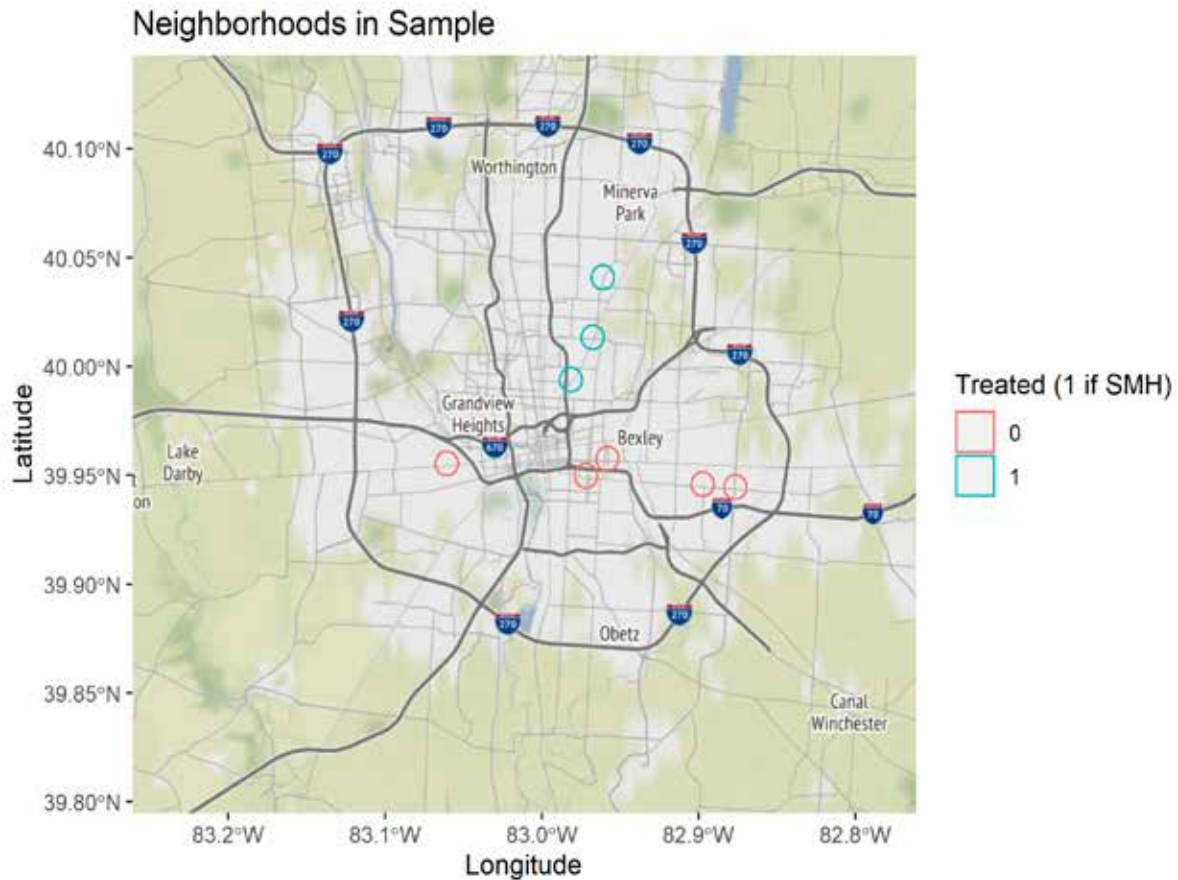 Neighborhoods in Sample
40.10°N
40.05°N
40.00°N
39.95°N
39.90°N
39.85°N
39.80°N
Latitude
270
270
270
270
Worthington
Minerva
Park
270
270
270
Grandview
Heights
670
Bexley
Lake
Darby
on
70
70
270
270
Obetz
Canal
Winchester
83.2°W
83.1°W
83.0°W
82.9°W
82.8°W
Longitude
Treated (1 if SMH)
0
1